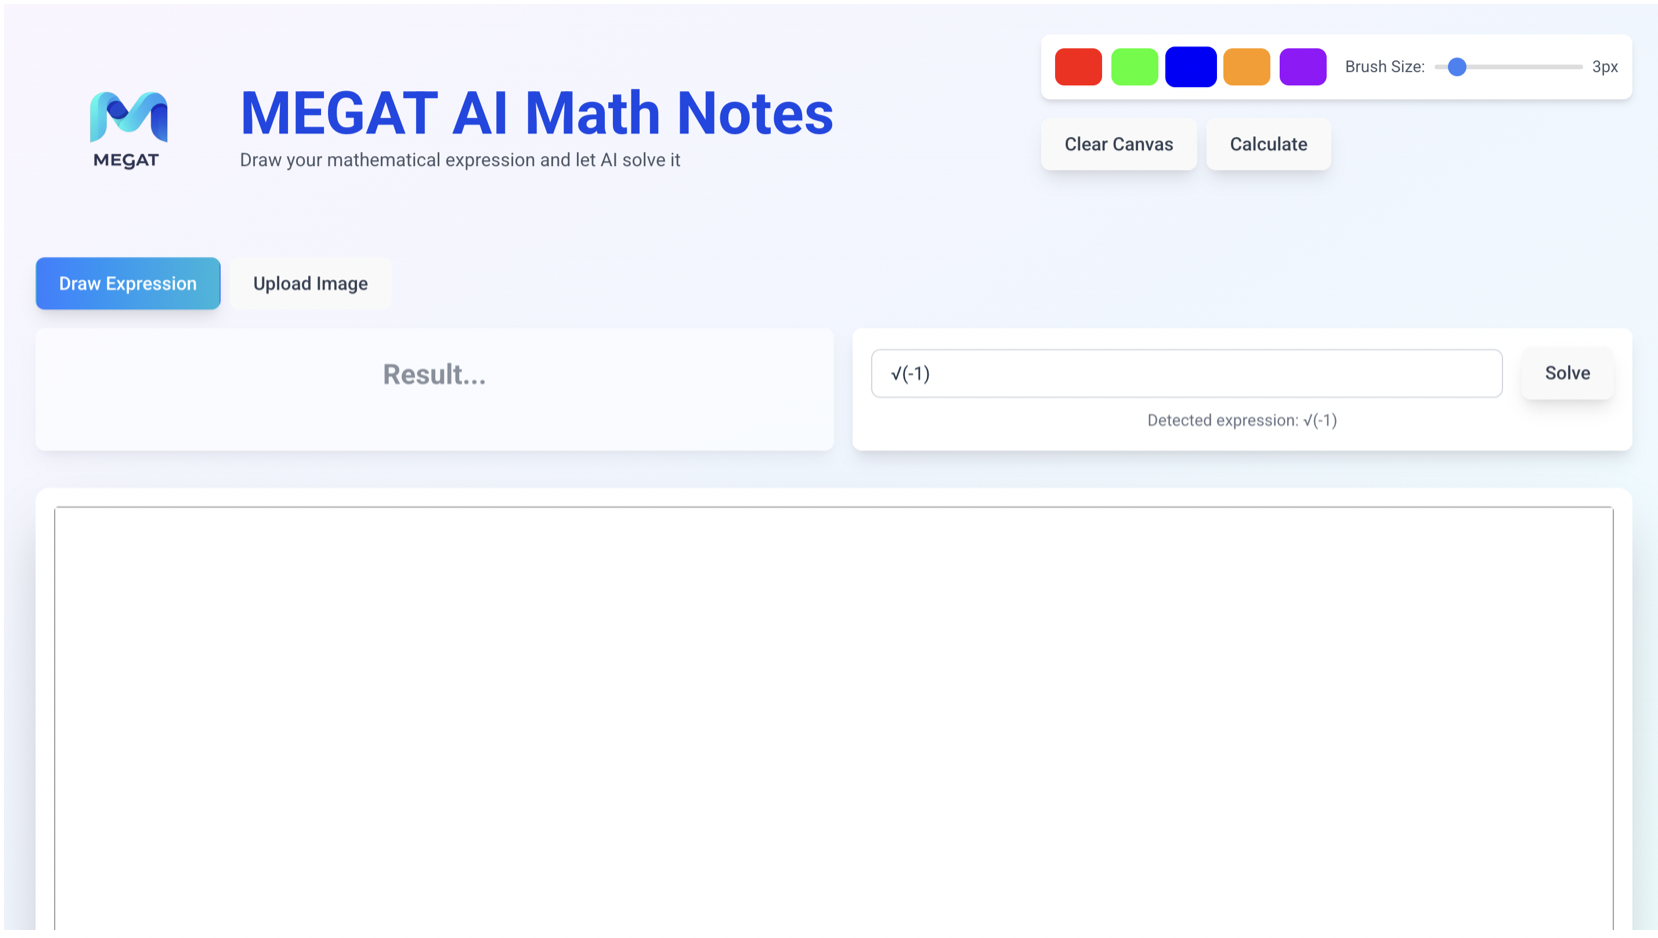 MEGAT
MEGAT AI Math Notes
Draw your mathematical expression and let AI solve it
Brush Size:
3px
Clear Canvas
Calculate
Draw Expression
Upload Image
Result...
√(-1)
Solve
Detected expression: √(-1)